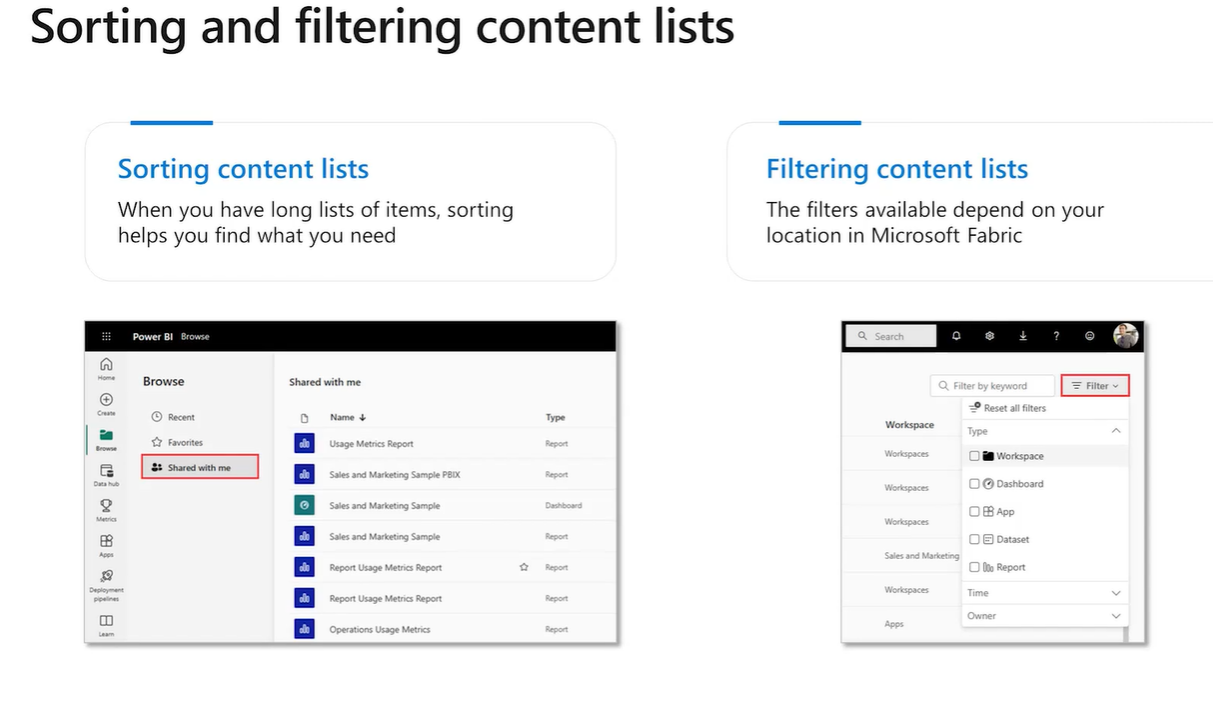 Sorting and filtering content lists
Sorting content lists
When you have long lists of items, sorting
helps you find what you need
Filtering content lists
The filters available depend on your
location in Microsoft Fabric
Power BI Browse
Home
Create
Browse
Data hub
Metrics
Apps
Deployment
pipelines
Learn
Browse
Recent
Favorites
Shared with me
Shared with me
Name Type
Usage Metrics Report Report
Sales and Marketing Sample PBIX Report
Sales and Marketing Sample Dashboard
Sales and Marketing Sample Report
Report Usage Metrics Report Report
Report Usage Metrics Report Report
Operations Usage Metrics Report
Search
Filter by keyword Filter
Reset all filters
Type
Workspace
Dashboard
App
Dataset
Report
Time
Owner
Workspace
Workspaces
Workspaces
Workspaces
Sales and Marketing
Workspaces
Apps